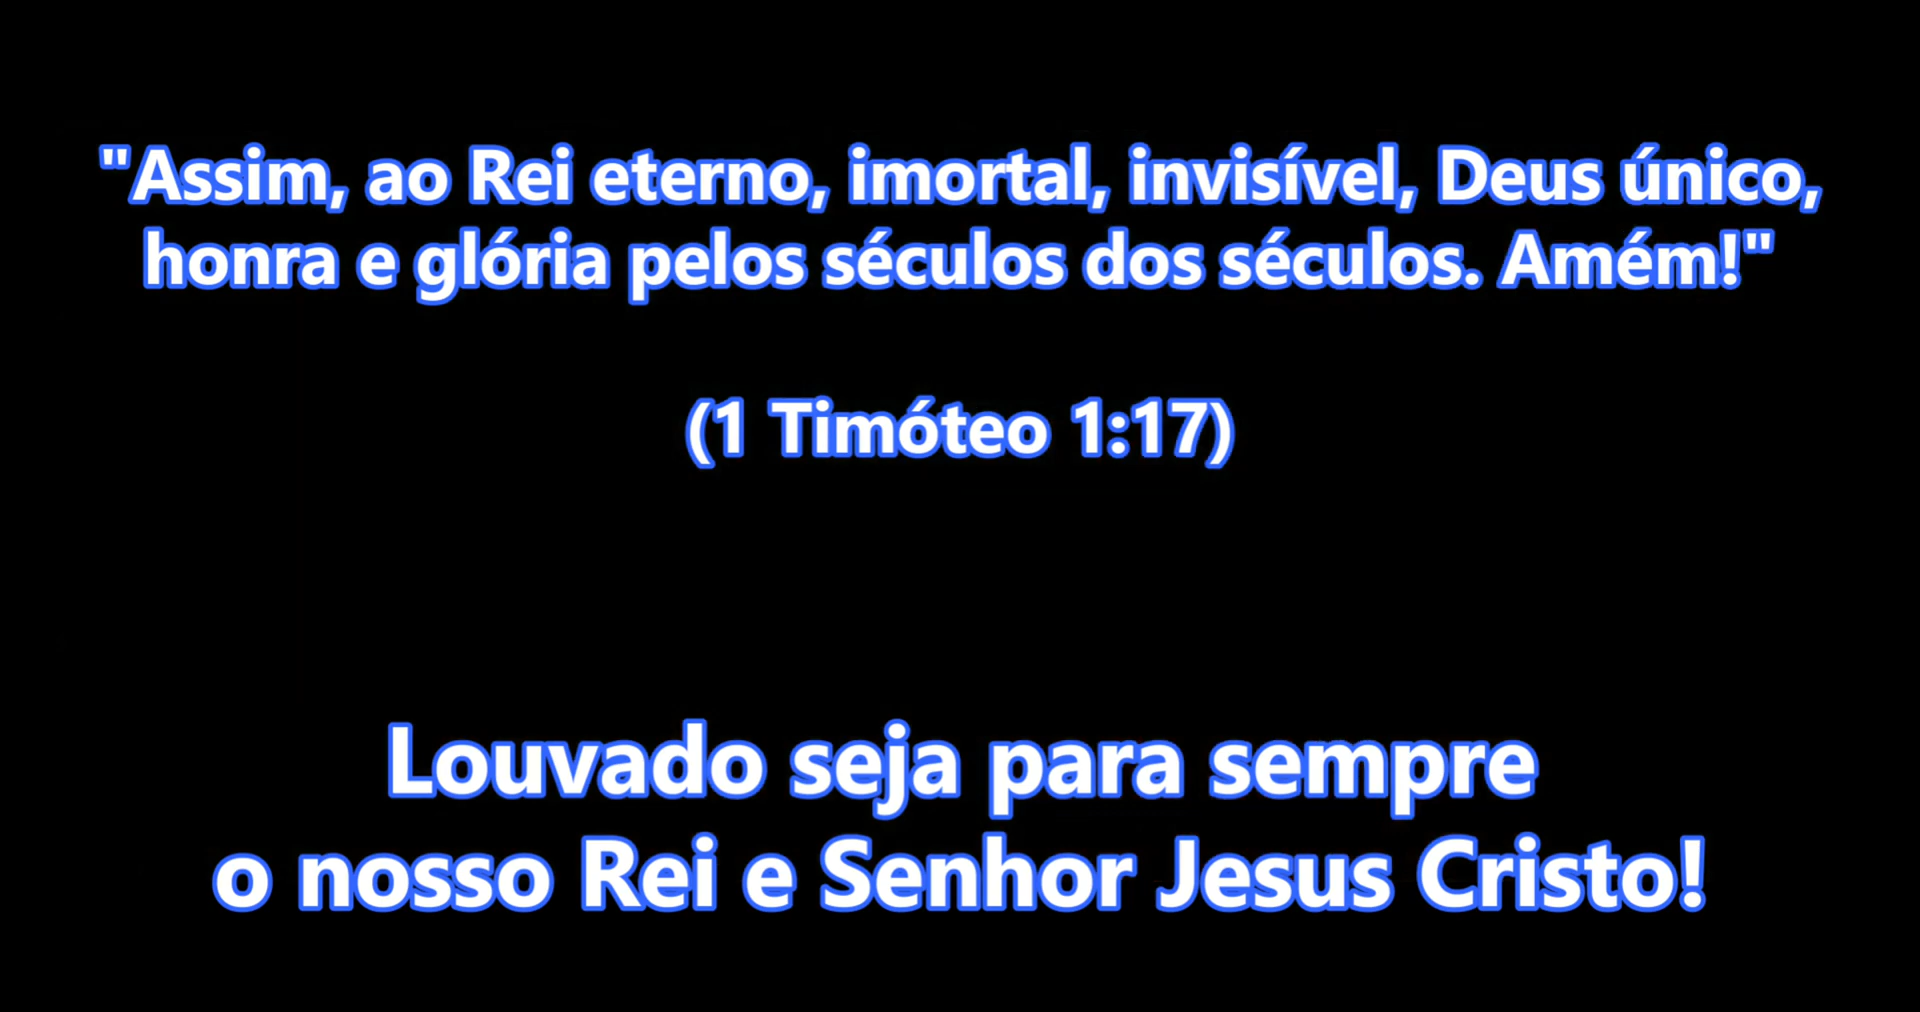 "Assim, ao Rei eterno, imortal, invisível, Deus único,
honra e glória pelos séculos dos séculos. Amém!"
(1 Timóteo 1:17)
Louvado seja para sempre
o nosso Rei e Senhor Jesus Cristo!